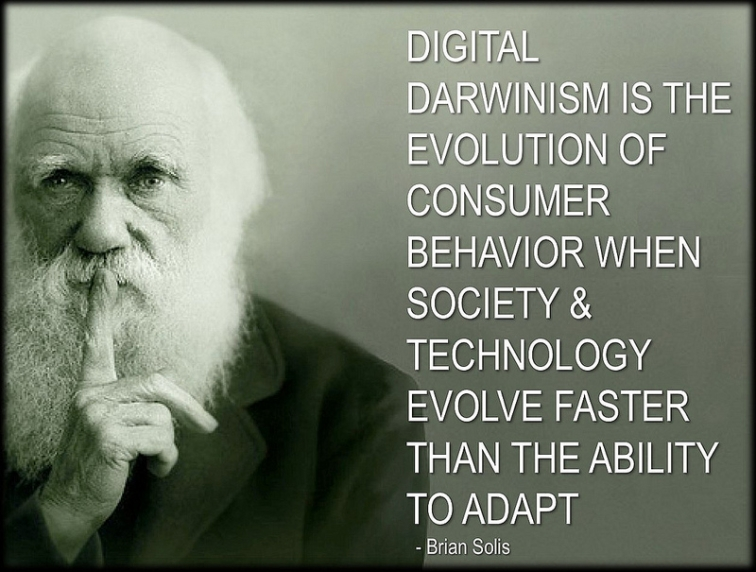 DIGITAL
DARWINISM IS THE
EVOLUTION OF
CONSUMER
BEHAVIOR WHEN
SOCIETY &
TECHNOLOGY
EVOLVE FASTER
THAN THE ABILITY
TO ADAPT
- Brian Solis